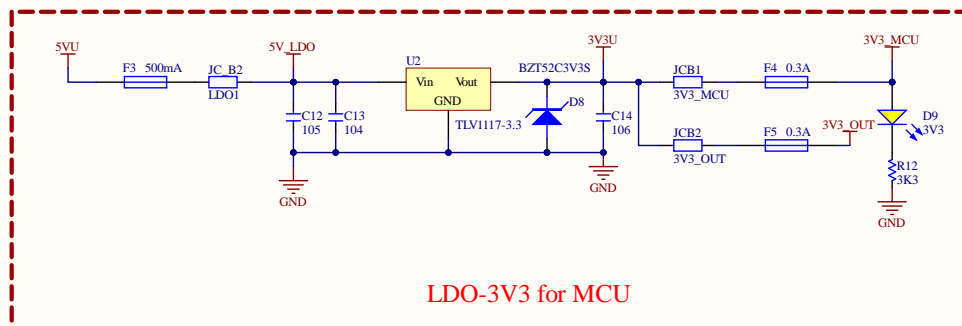 5VU
F3 500mA
JC_B2
LDO1
5V_LDO
C12
105
C13
104
U2
Vin
Vout
GND
TLV1117-3.3
BZT52C3V3S
D8
3V3U
C14
106
GND
GND
JCB1
3V3_MCU
F4 0.3A
3V3_MCU
JCB2
3V3_OUT
F5 0.3A
3V3_OUT
D9
3V3
R12
3K3
GND
LDO-3V3 for MCU